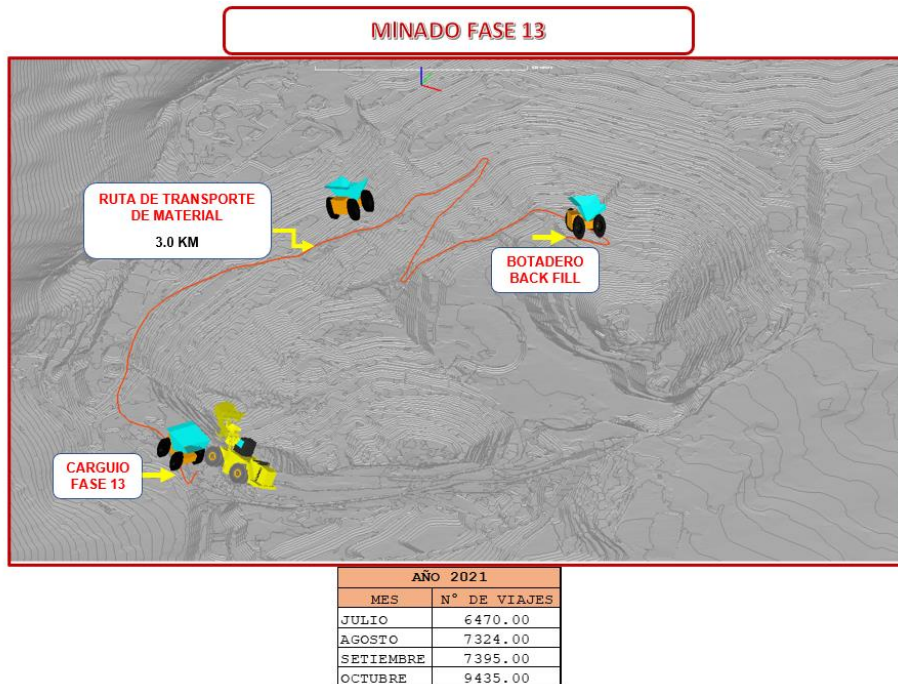 MINADO FASE 13
RUTA DE TRANSPORTE
DE MATERIAL
3.0 KM
BOTADERO
BACK FILL
CARGUIO
FASE 13
AÑO 2021
MES N° DE VIAJES
JULIO 6470.00
AGOSTO 7324.00
SETIEMBRE 7395.00
OCTUBRE 9435.00